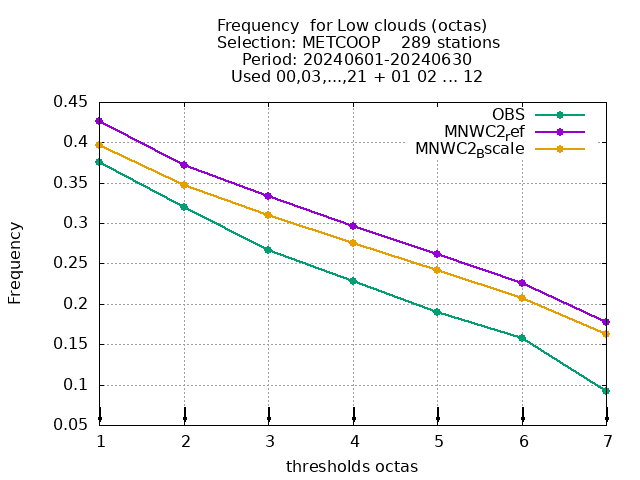 Frequency  for Low clouds (octas)
Selection: METCOOP    289 stations
Period: 20240601-20240630
Used 00,03,...,21 + 01 02 ... 12
OBS
MNWC2ref
MNWC2Bscale
0.45
0.4
0.35
0.3
0.25
0.2
0.15
0.1
0.05
Frequency
1 2 3 4 5 6 7
thresholds octas